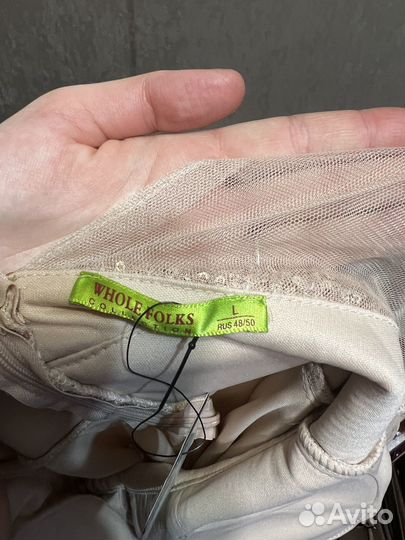 WHOLE FOLKS
COLLECTION
L
RUS 48/50
Avito